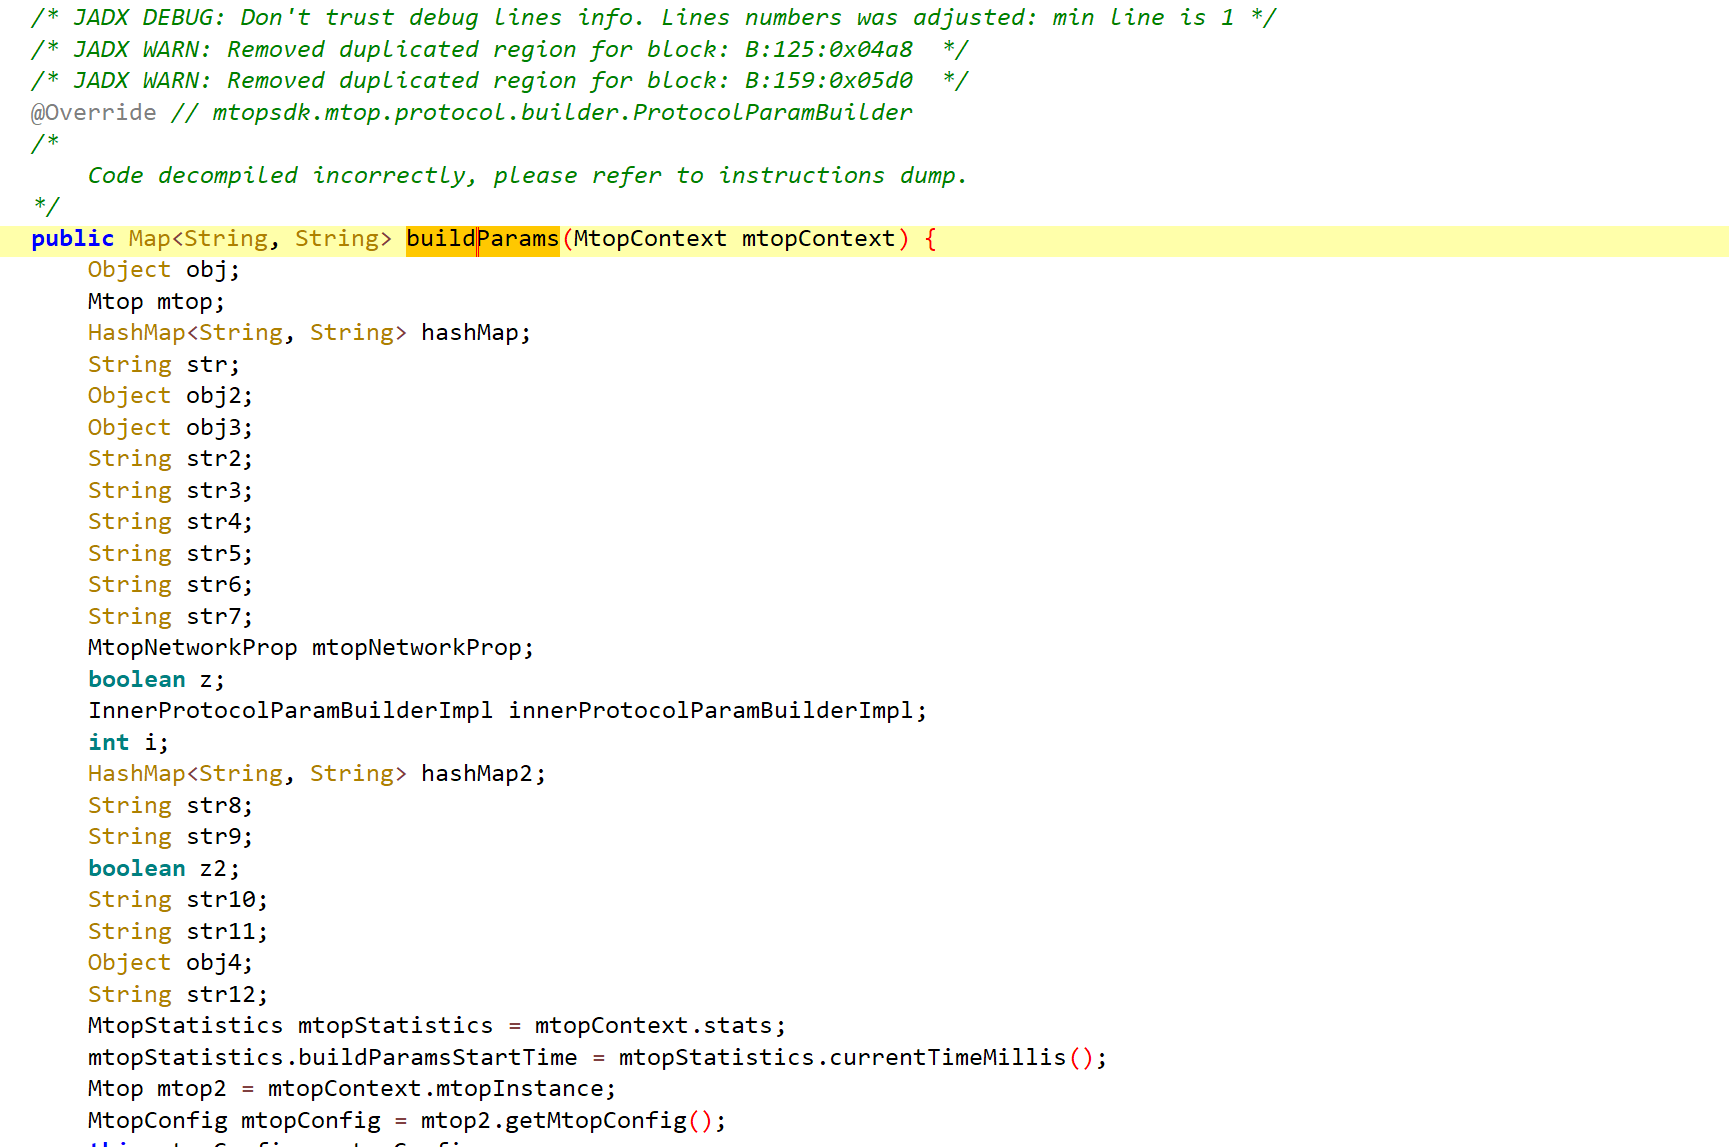 /* JADX DEBUG: Don't trust debug lines info. Lines numbers was adjusted: min line is 1 */
/* JADX WARN: Removed duplicated region for block: B:125:0x04a8  */
/* JADX WARN: Removed duplicated region for block: B:159:0x05d0  */
@Override // mtopsdk.mtop.protocol.builder.ProtocolParamBuilder
/*
    Code decompiled incorrectly, please refer to instructions dump.
*/
public Map<String, String> buildParams(MtopContext mtopContext) {
    Object obj;
    Mtop mtop;
    HashMap<String, String> hashMap;
    String str;
    Object obj2;
    Object obj3;
    String str2;
    String str3;
    String str4;
    String str5;
    String str6;
    String str7;
    MtopNetworkProp mtopNetworkProp;
    boolean z;
    InnerProtocolParamBuilderImpl innerProtocolParamBuilderImpl;
    int i;
    HashMap<String, String> hashMap2;
    String str8;
    String str9;
    boolean z2;
    String str10;
    String str11;
    Object obj4;
    String str12;
    MtopStatistics mtopStatistics = mtopContext.stats;
    mtopStatistics.buildParamsStartTime = mtopStatistics.currentTimeMillis();
    Mtop mtop2 = mtopContext.mtopInstance;
    MtopConfig mtopConfig = mtop2.getMtopConfig();